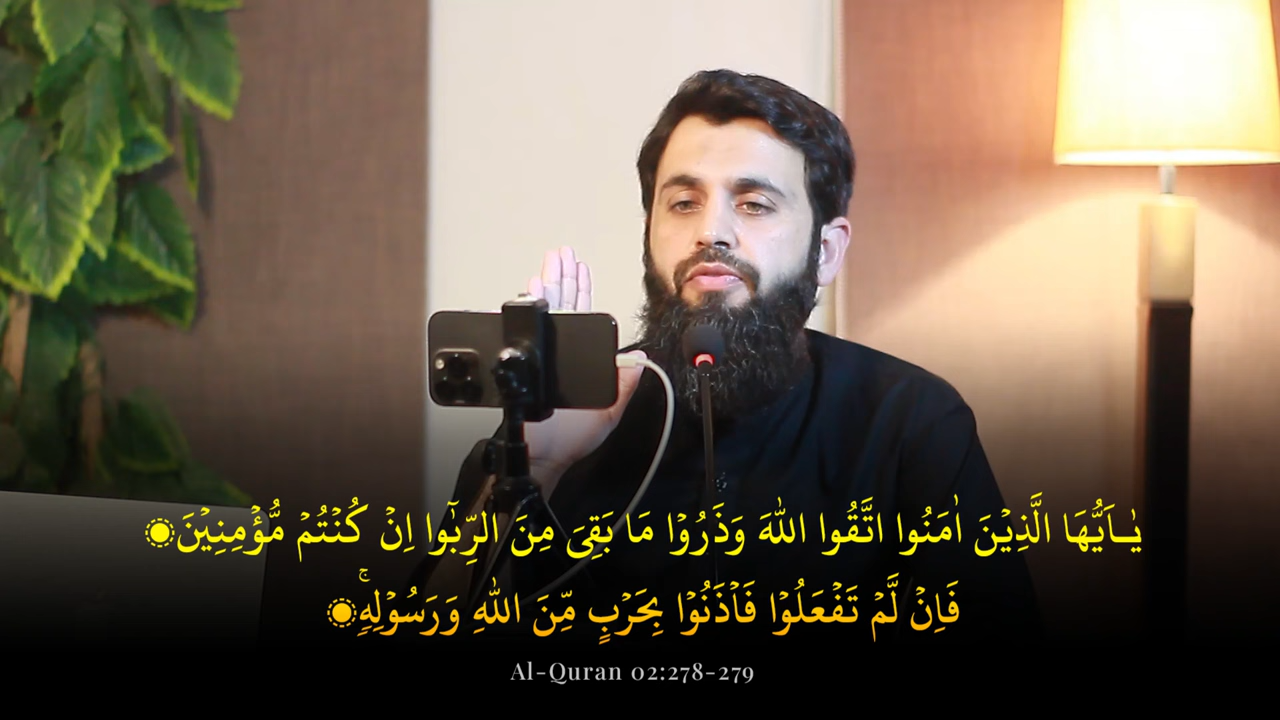 یٰۤاَیُّهَا الَّذِیْنَ اٰمَنُوا اتَّقُوا اللّٰهَ وَذَرُوْا مَا بَقِیَ مِنَ الرِّبٰۤوا اِنْ كُنْتُمْ مُّؤْمِنِیْنَ
فَاِنْ لَّمْ تَفْعَلُوْا فَاْذَنُوْا بِحَرْبٍ مِّنَ اللّٰهِ وَرَسُوْلِهٖۚ
Al-Quran 02:278-279